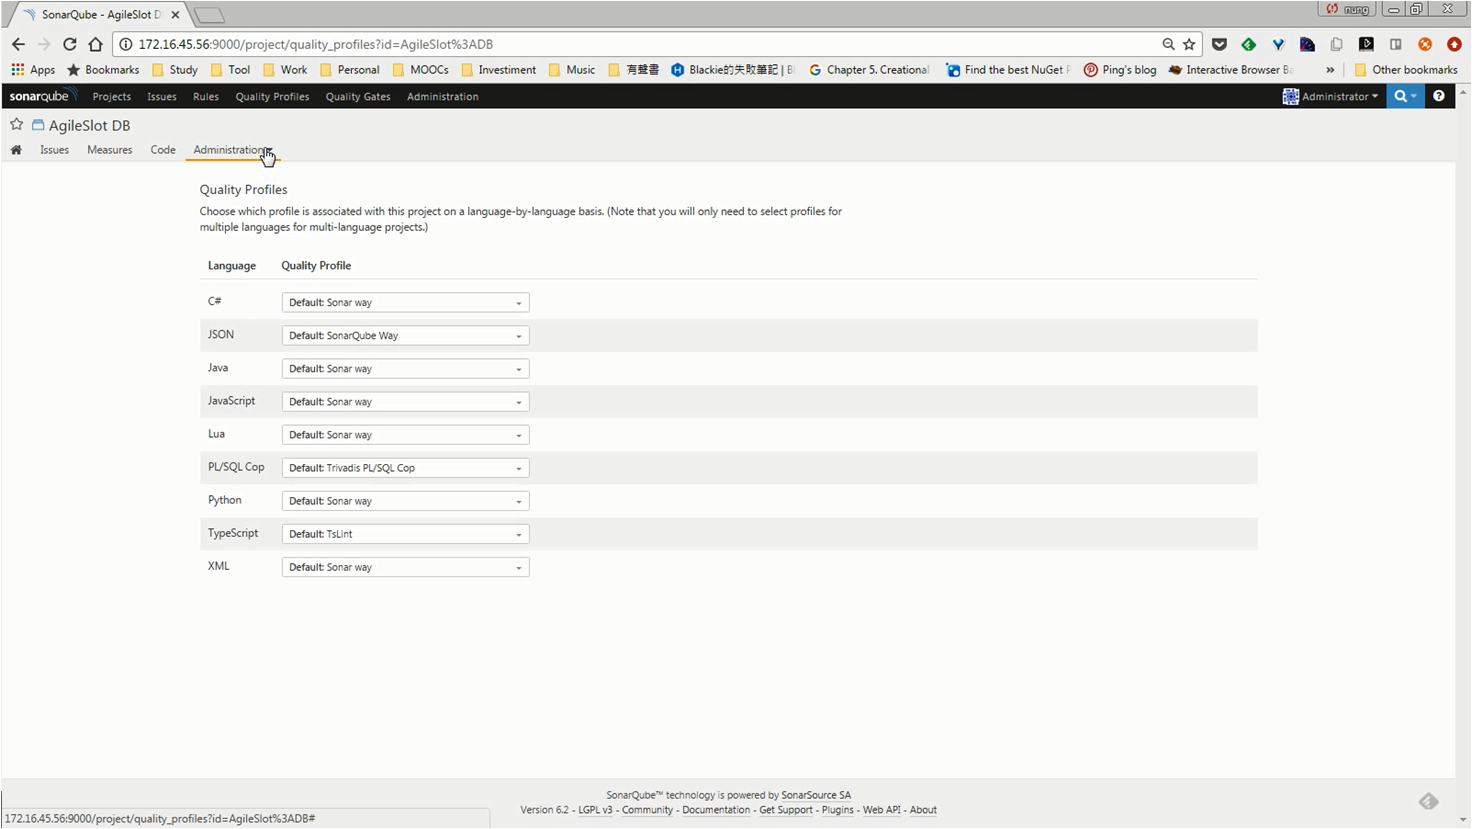 SonarQube - AgileSlot D
nung
172.16.45.56:9000/project/quality_profiles?id=AgileSlot%3ADB
Apps Bookmarks Study Tool Work Personal MOOCs Investiment Music 有聲書 Blackie的失敗筆記 | Bl Chapter 5. Creational Find the best NuGet P Ping's blog Interactive Browser Ba » Other bookmarks
sonarqube Projects Issues Rules Quality Profiles Quality Gates Administration Administrator
AgileSlot DB
Issues Measures Code Administration
Quality Profiles
Choose which profile is associated with this project on a language-by-language basis. (Note that you will only need to select profiles for
multiple languages for multi-language projects.)
Language Quality Profile
C# Default: Sonar way
JSON Default: SonarQube Way
Java Default: Sonar way
JavaScript Default: Sonar way
Lua Default: Sonar way
PL/SQL Cop Default: Trivadis PL/SQL Cop
Python Default: Sonar way
TypeScript Default: TsLint
XML Default: Sonar way
SonarQube™ technology is powered by SonarSource SA
Version 6.2 - LGPL v3 - Community - Documentation - Get Support - Plugins - Web API - About
172.16.45.56:9000/project/quality_profiles?id=AgileSlot%3ADB#